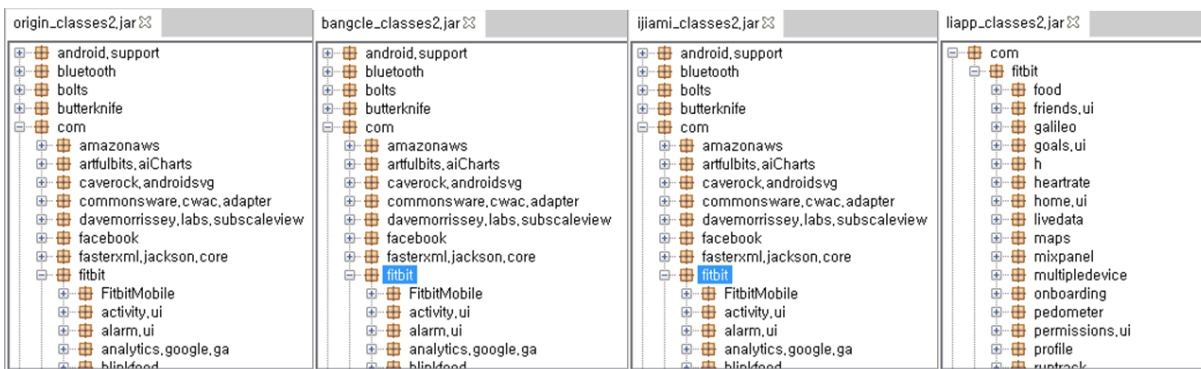 origin_classes2.jar
android.support
bluetooth
bolts
butterknife
com
amazonaws
artfulbits.aiCharts
caverock.androidsvg
commonsware.cwac.adapter
davemorrissey.labs.subscaleview
facebook
fasterxml.jackson.core
fitbit
FitbitMobile
activity.ui
alarm.ui
analytics.google.ga
blinkfeed
bangcle_classes2.jar
android.support
bluetooth
bolts
butterknife
com
amazonaws
artfulbits.aiCharts
caverock.androidsvg
commonsware.cwac.adapter
davemorrissey.labs.subscaleview
facebook
fasterxml.jackson.core
fitbit
FitbitMobile
activity.ui
alarm.ui
analytics.google.ga
blinkfeed
ijiami_classes2.jar
android.support
bluetooth
bolts
butterknife
com
amazonaws
artfulbits.aiCharts
caverock.androidsvg
commonsware.cwac.adapter
davemorrissey.labs.subscaleview
facebook
fasterxml.jackson.core
fitbit
FitbitMobile
activity.ui
alarm.ui
analytics.google.ga
blinkfeed
liapp_classes2.jar
com
fitbit
food
friends.ui
galileo
goals.ui
h
heartrate
home.ui
livedata
maps
mixpanel
multipledevice
onboarding
pedometer
permissions.ui
profile
runtrack